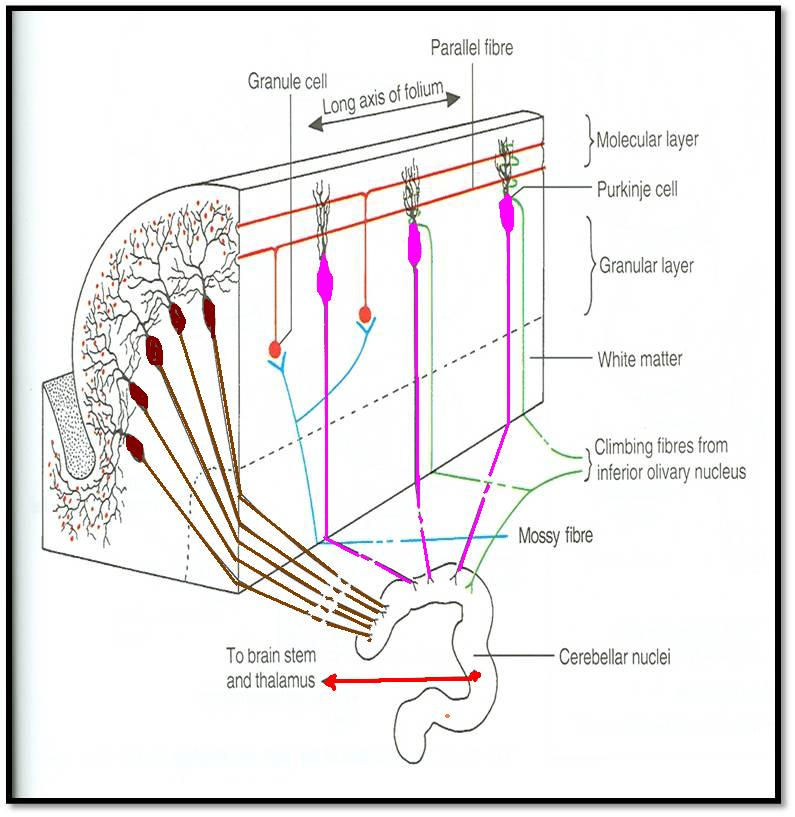 Parallel fibre
Granule cell
Long axis of folium
Molecular layer
Purkinje cell
Granular layer
White matter
Climbing fibres from
inferior olivary nucleus
Mossy fibre
To brain stem
and thalamus
Cerebellar nuclei